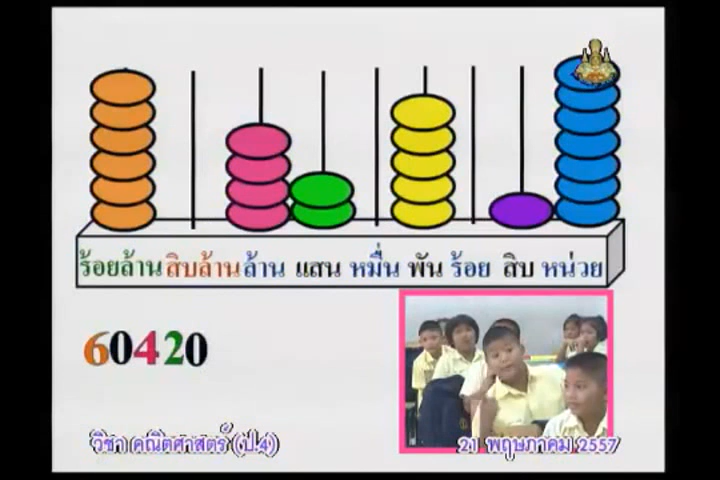 ร้อยล้าน สิบล้าน ล้าน แสน หมื่น พัน ร้อย สิบ หน่วย
60420
วิชา คณิตศาสตร์ (ป.4)
21 พฤษภาคม 2557